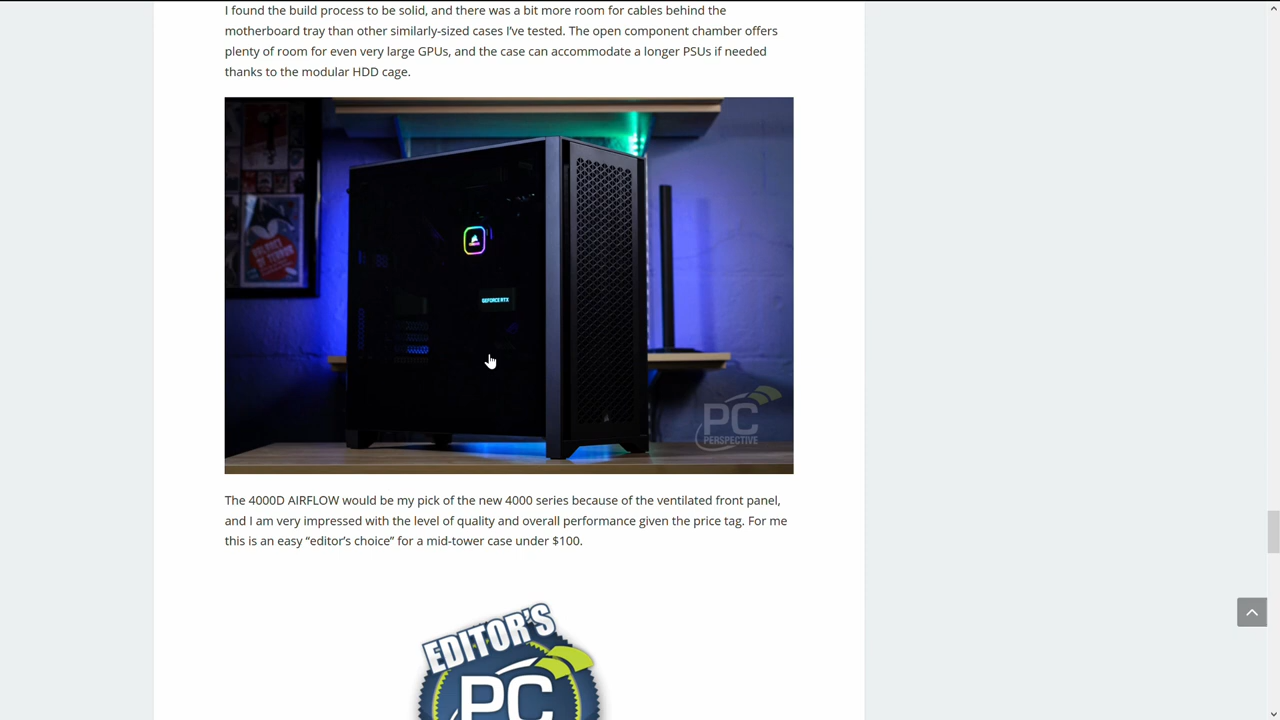 I found the build process to be solid, and there was a bit more room for cables behind the
motherboard tray than other similarly-sized cases I've tested. The open component chamber offers
plenty of room for even very large GPUs, and the case can accommodate a longer PSUs if needed
thanks to the modular HDD cage.
GEFORCE RTX
PC
PERSPECTIVE
The 4000D AIRFLOW would be my pick of the new 4000 series because of the ventilated front panel,
and I am very impressed with the level of quality and overall performance given the price tag. For me
this is an easy “editor’s choice” for a mid-tower case under $100.
EDITOR'S
PC